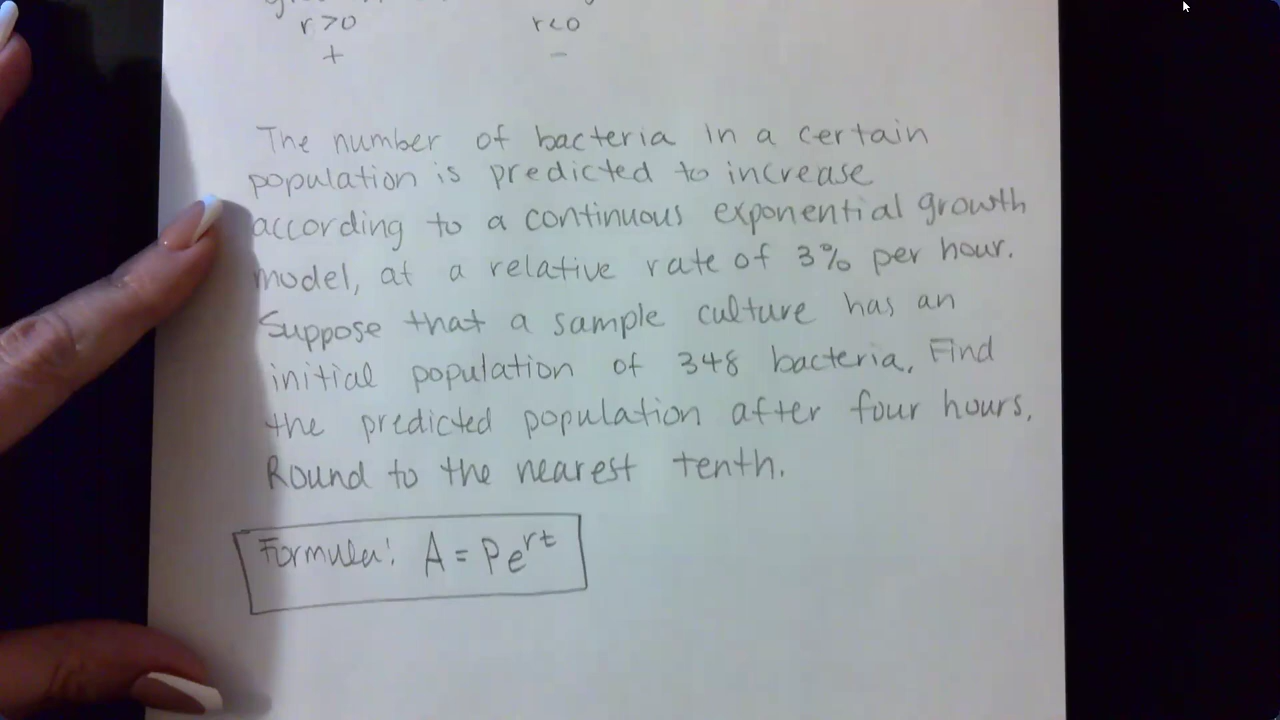 r>0 r<0
+ −
The number of bacteria in a certain
population is predicted to increase
according to a continuous exponential growth
model, at a relative rate of 3% per hour.
Suppose that a sample culture has an
initial population of 348 bacteria. Find
the predicted population after four hours.
Round to the nearest tenth.
Formula: A = Pe^rt